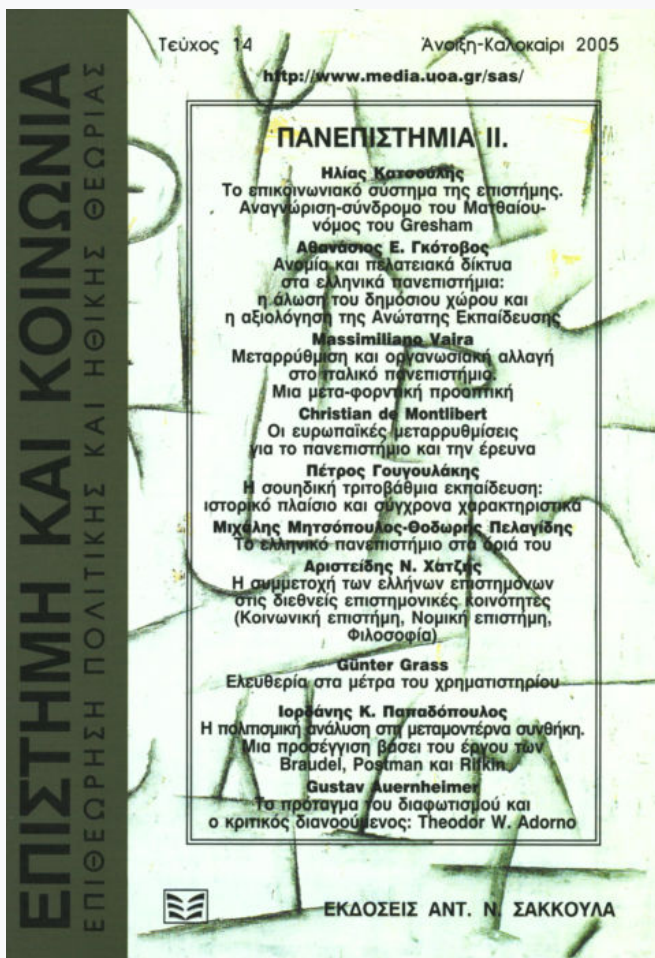 ΕΠΙΣΤΗΜΗ ΚΑΙ ΚΟΙΝΩΝΙΑ
ΕΠΙΘΕΩΡΗΣΗ ΠΟΛΙΤΙΚΗΣ ΚΑΙ ΗΘΙΚΗΣ ΘΕΩΡΙΑΣ
Τεύχος 14 Άνοιξη-Καλοκαίρι 2005
http://www.media.uoa.gr/sas/
ΠΑΝΕΠΙΣΤΗΜΙΑ ΙΙ.
Ηλίας Κατσούλης
Το επικοινωνιακό σύστημα της επιστήμης.
Αναγνώριση-σύνδρομο του Ματθαίου-
νόμος του Gresham
Αθανάσιος Ε. Γκότοβος
Ανομία και πελατειακά δίκτυα
στα ελληνικά πανεπιστήμια:
η άλωση του δημόσιου χώρου και
η αξιολόγηση της Ανώτατης Εκπαίδευσης
Massimiliano Vaira
Μεταρρύθμιση και οργανωσιακή αλλαγή
στο ιταλικό πανεπιστήμιο.
Μια μετα-φορντική προοπτική
Christian de Montlibert
Οι ευρωπαϊκές μεταρρυθμίσεις
για το πανεπιστήμιο και την έρευνα
Πέτρος Γουγουλάκης
Η σουηδική τριτοβάθμια εκπαίδευση:
ιστορικό πλαίσιο και σύγχρονα χαρακτηριστικά
Μιχάλης Μητσόπουλος-Θοδωρής Πελαγίδης
Το ελληνικό πανεπιστήμιο στα όριά του
Αριστείδης Ν. Χατζής
Η συμμετοχή των ελλήνων επιστημόνων
στις διεθνείς επιστημονικές κοινότητες
(Κοινωνική επιστήμη, Νομική επιστήμη,
Φιλοσοφία)
Günter Grass
Ελευθερία στα μέτρα του χρηματιστηρίου
Ιορδάνης Κ. Παπαδόπουλος
Η πολιτισμική ανάλυση στη μεταμοντέρνα συνθήκη.
Μια προσέγγιση βάσει του έργου των
Braudel, Postman και Rifkin
Gustav Auernheimer
Το πρόταγμα του διαφωτισμού και
ο κριτικός διανοούμενος: Theodor W. Adorno
ΕΚΔΟΣΕΙΣ ΑΝΤ. Ν. ΣΑΚΚΟΥΛΑ